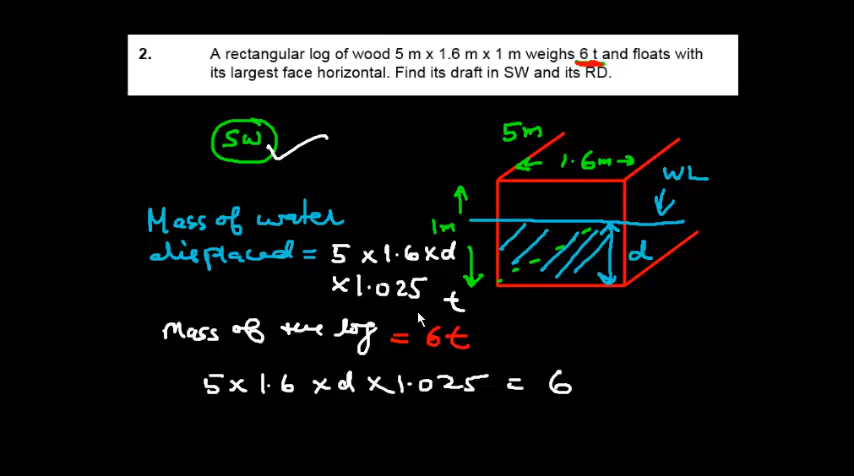 2. A rectangular log of wood 5 m x 1.6 m x 1 m weighs 6 t and floats with
its largest face horizontal. Find its draft in SW and its RD.
SW
5m
1.6m
WL
1m
d
Mass of water
displaced = 5 x 1.6 x d
x 1.025 t
Mass of the log = 6t
5 x 1.6 x d x 1.025 = 6